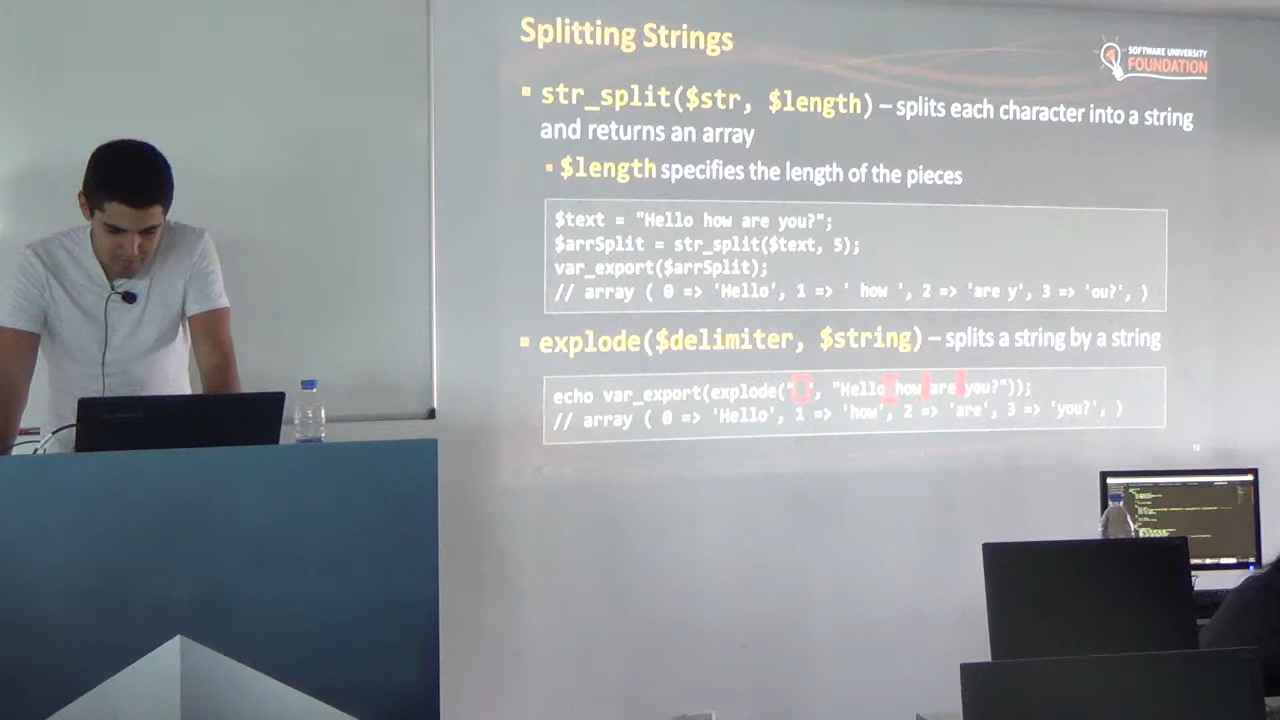 Splitting Strings
SOFTWARE UNIVERSITY
FOUNDATION
▪ str_split($str, $length) – splits each character into a string
and returns an array
▪ $length specifies the length of the pieces
$text = "Hello how are you?";
$arrSplit = str_split($text, 5);
var_export($arrSplit);
// array ( 0 => 'Hello', 1 => ' how ', 2 => 'are y', 3 => 'ou?', )
▪ explode($delimiter, $string) – splits a string by a string
echo var_export(explode(" ", "Hello how are you?"));
// array ( 0 => 'Hello', 1 => 'how', 2 => 'are', 3 => 'you?', )